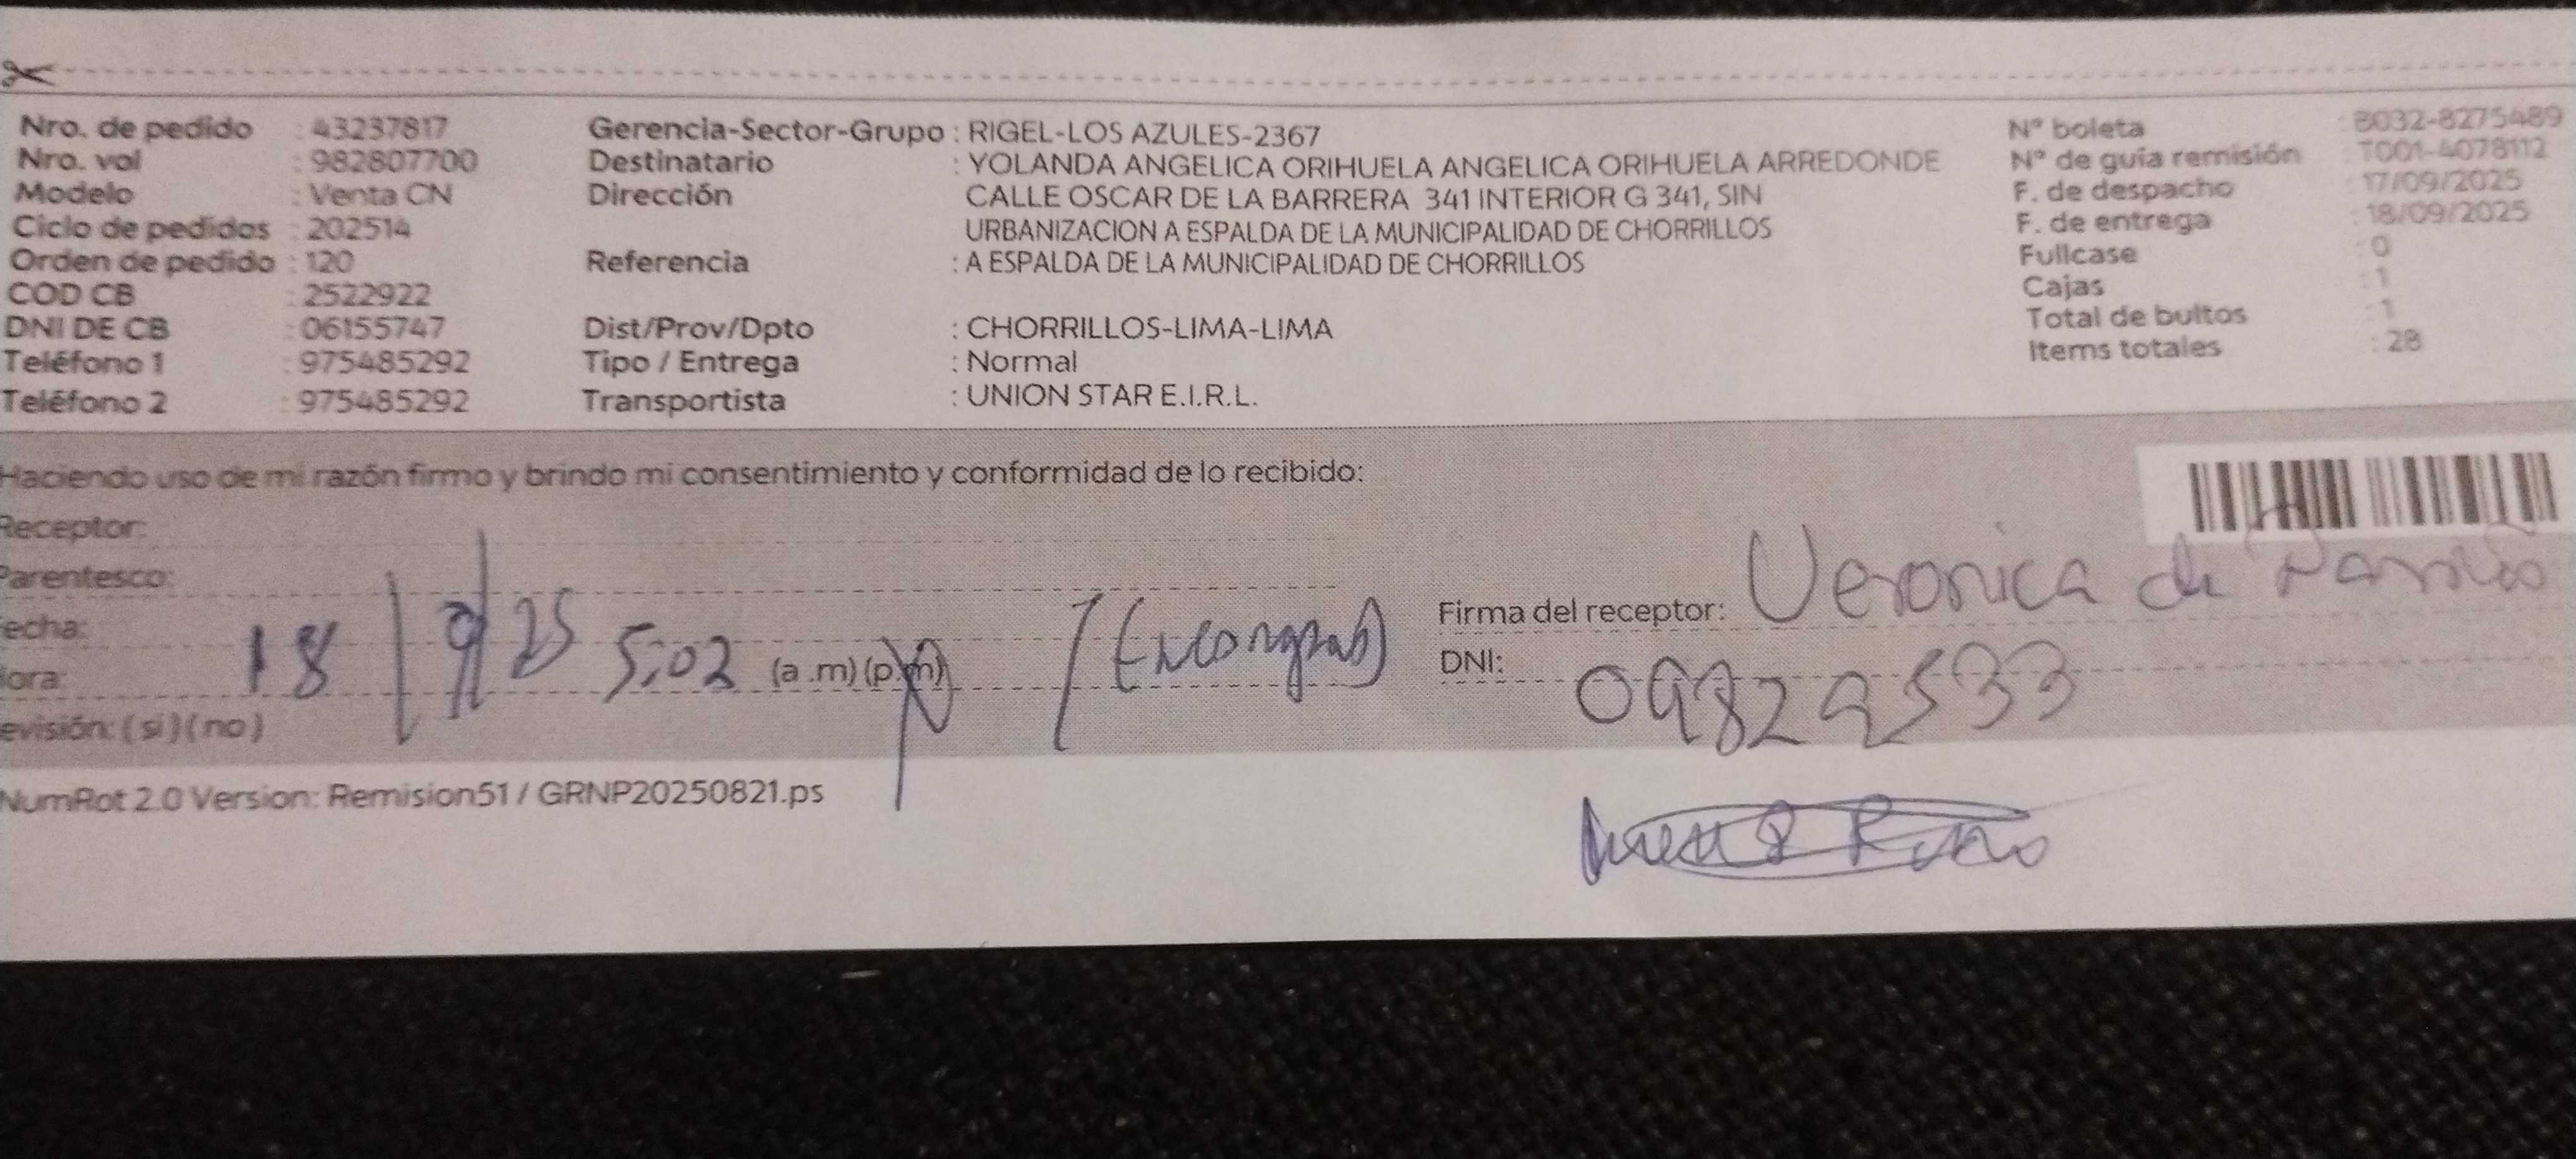 Nro. de pedido : 43237817
Nro. vol : 982807700
Modelo : Venta CN
Ciclo de pedidos : 202514
Orden de pedido : 120
COD CB : 2522922
DNI DE CB : 06155747
Teléfono 1 : 975485292
Teléfono 2 : 975485292
Gerencia-Sector-Grupo : RIGEL-LOS AZULES-2367
Destinatario : YOLANDA ANGELICA ORIHUELA ANGELICA ORIHUELA ARREDONDE
Dirección CALLE OSCAR DE LA BARRERA 341 INTERIOR G 341, SIN
URBANIZACION A ESPALDA DE LA MUNICIPALIDAD DE CHORRILLOS
Referencia : A ESPALDA DE LA MUNICIPALIDAD DE CHORRILLOS
Dist/Prov/Dpto : CHORRILLOS-LIMA-LIMA
Tipo / Entrega : Normal
Transportista : UNION STAR E.I.R.L.
N° boleta : B032-8275489
N° de guía remisión : T001-4078112
F. de despacho : 17/09/2025
F. de entrega : 18/09/2025
Fullcase : 0
Cajas : 1
Total de bultos : 1
Items totales : 28
Haciendo uso de mi razón firmo y brindo mi consentimiento y conformidad de lo recibido:
Receptor:
Parentesco:
echa: 18/9/25
ora: 5:02 (a .m) (p.m)
evisión: ( si ) ( no )
Firma del receptor: Veronica de
DNI: 09829533
NumRot 2.0 Version: Remision51 / GRNP20250821.ps